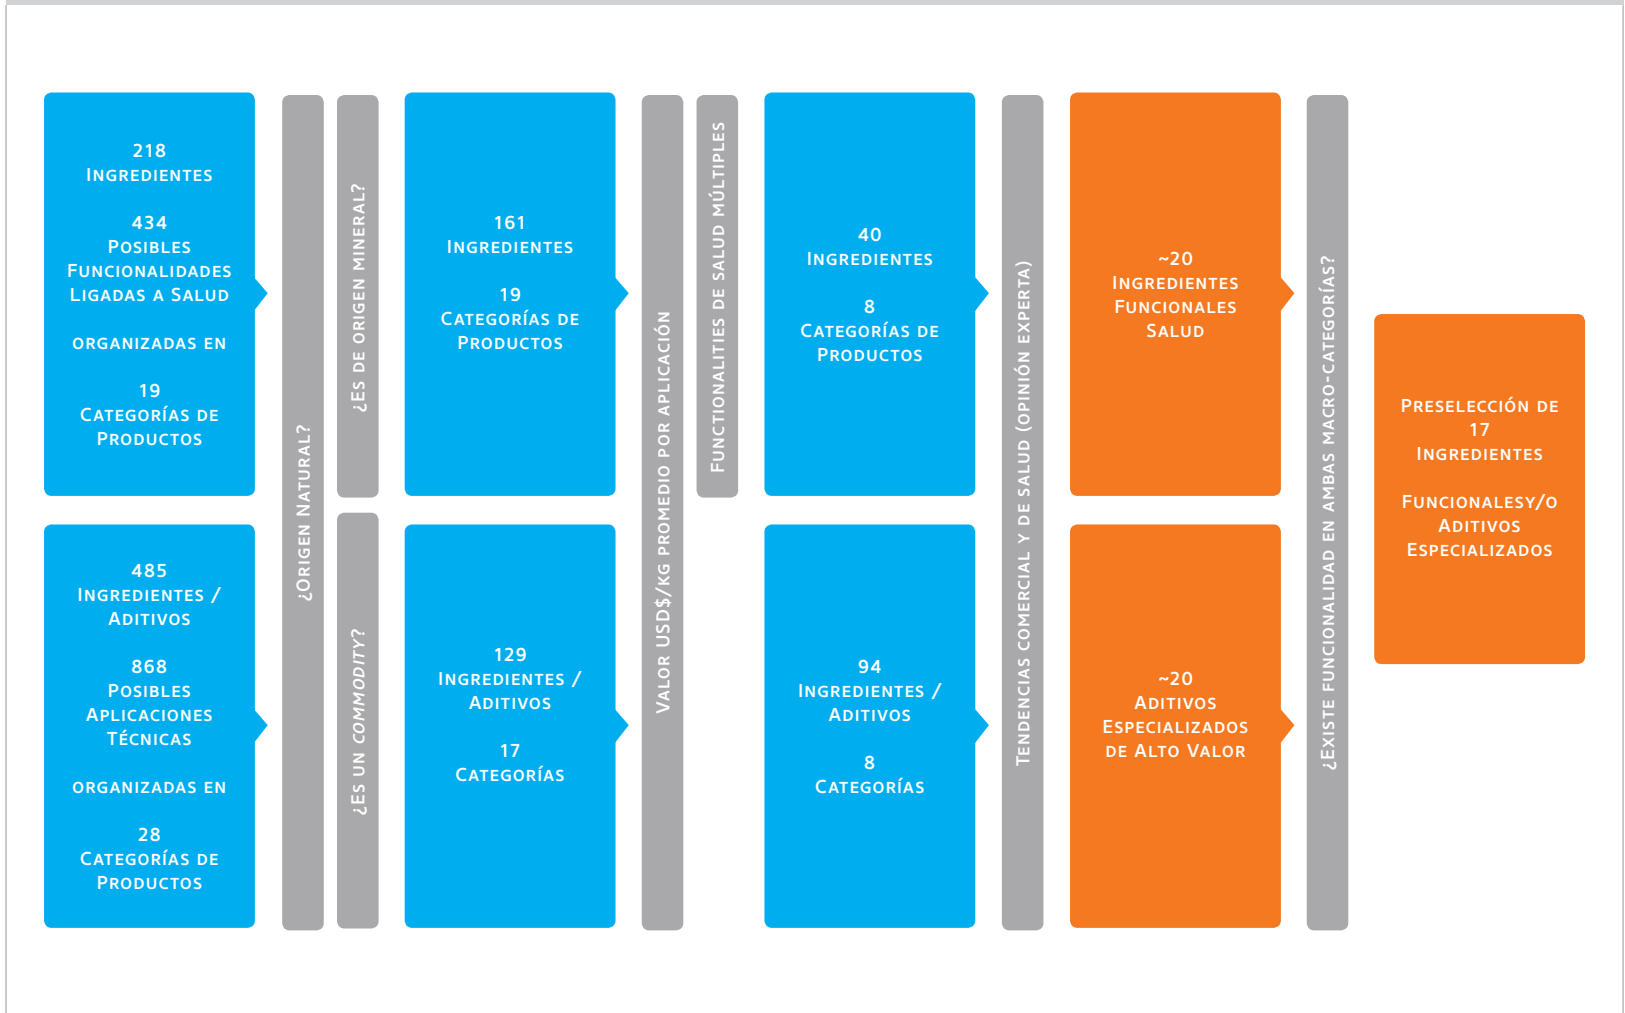 218
Ingredientes
434
Posibles
Funcionalidades
Ligadas a Salud
organizadas en
19
Categorías de
Productos
485
Ingredientes /
Aditivos
868
Posibles
Aplicaciones
Técnicas
organizadas en
28
Categorías de
Productos
¿Origen Natural?
¿Es de origen mineral?
¿Es un commodity?
161
Ingredientes
19
Categorías de
Productos
129
Ingredientes /
Aditivos
17
Categorías
Valor USD$/kg promedio por aplicación
Functionalities de salud múltiples
40
Ingredientes
8
Categorías de
Productos
94
Ingredientes /
Aditivos
8
Categorías
Tendencias comercial y de salud (opinión experta)
~20
Ingredientes
Funcionales
Salud
~20
Aditivos
Especializados
de Alto Valor
¿Existe funcionalidad en ambas macro-categorías?
Preselección de
17
Ingredientes
Funcionalesy/o
Aditivos
Especializados